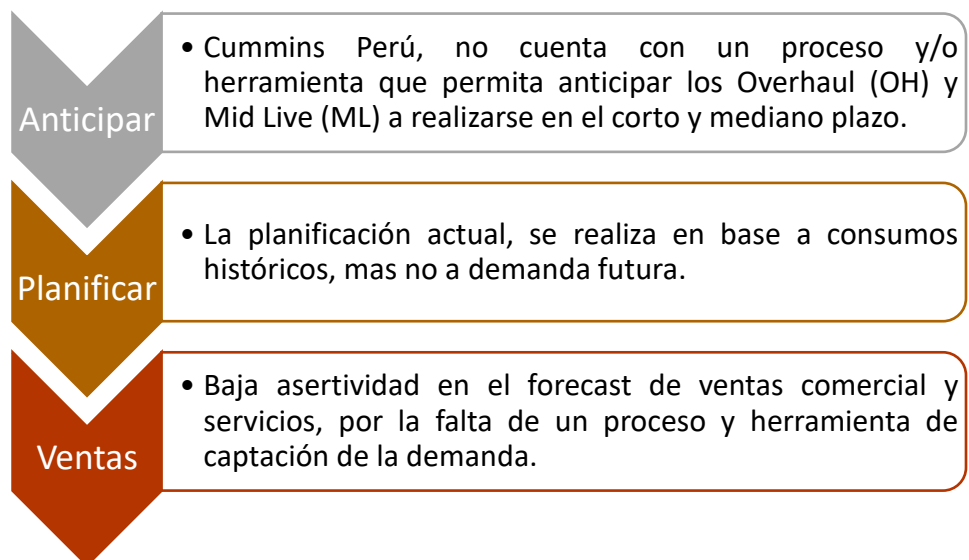 Anticipar
• Cummins Perú, no cuenta con un proceso y/o
herramienta que permita anticipar los Overhaul (OH) y
Mid Live (ML) a realizarse en el corto y mediano plazo.
Planificar
• La planificación actual, se realiza en base a consumos
históricos, mas no a demanda futura.
Ventas
• Baja asertividad en el forecast de ventas comercial y
servicios, por la falta de un proceso y herramienta de
captación de la demanda.